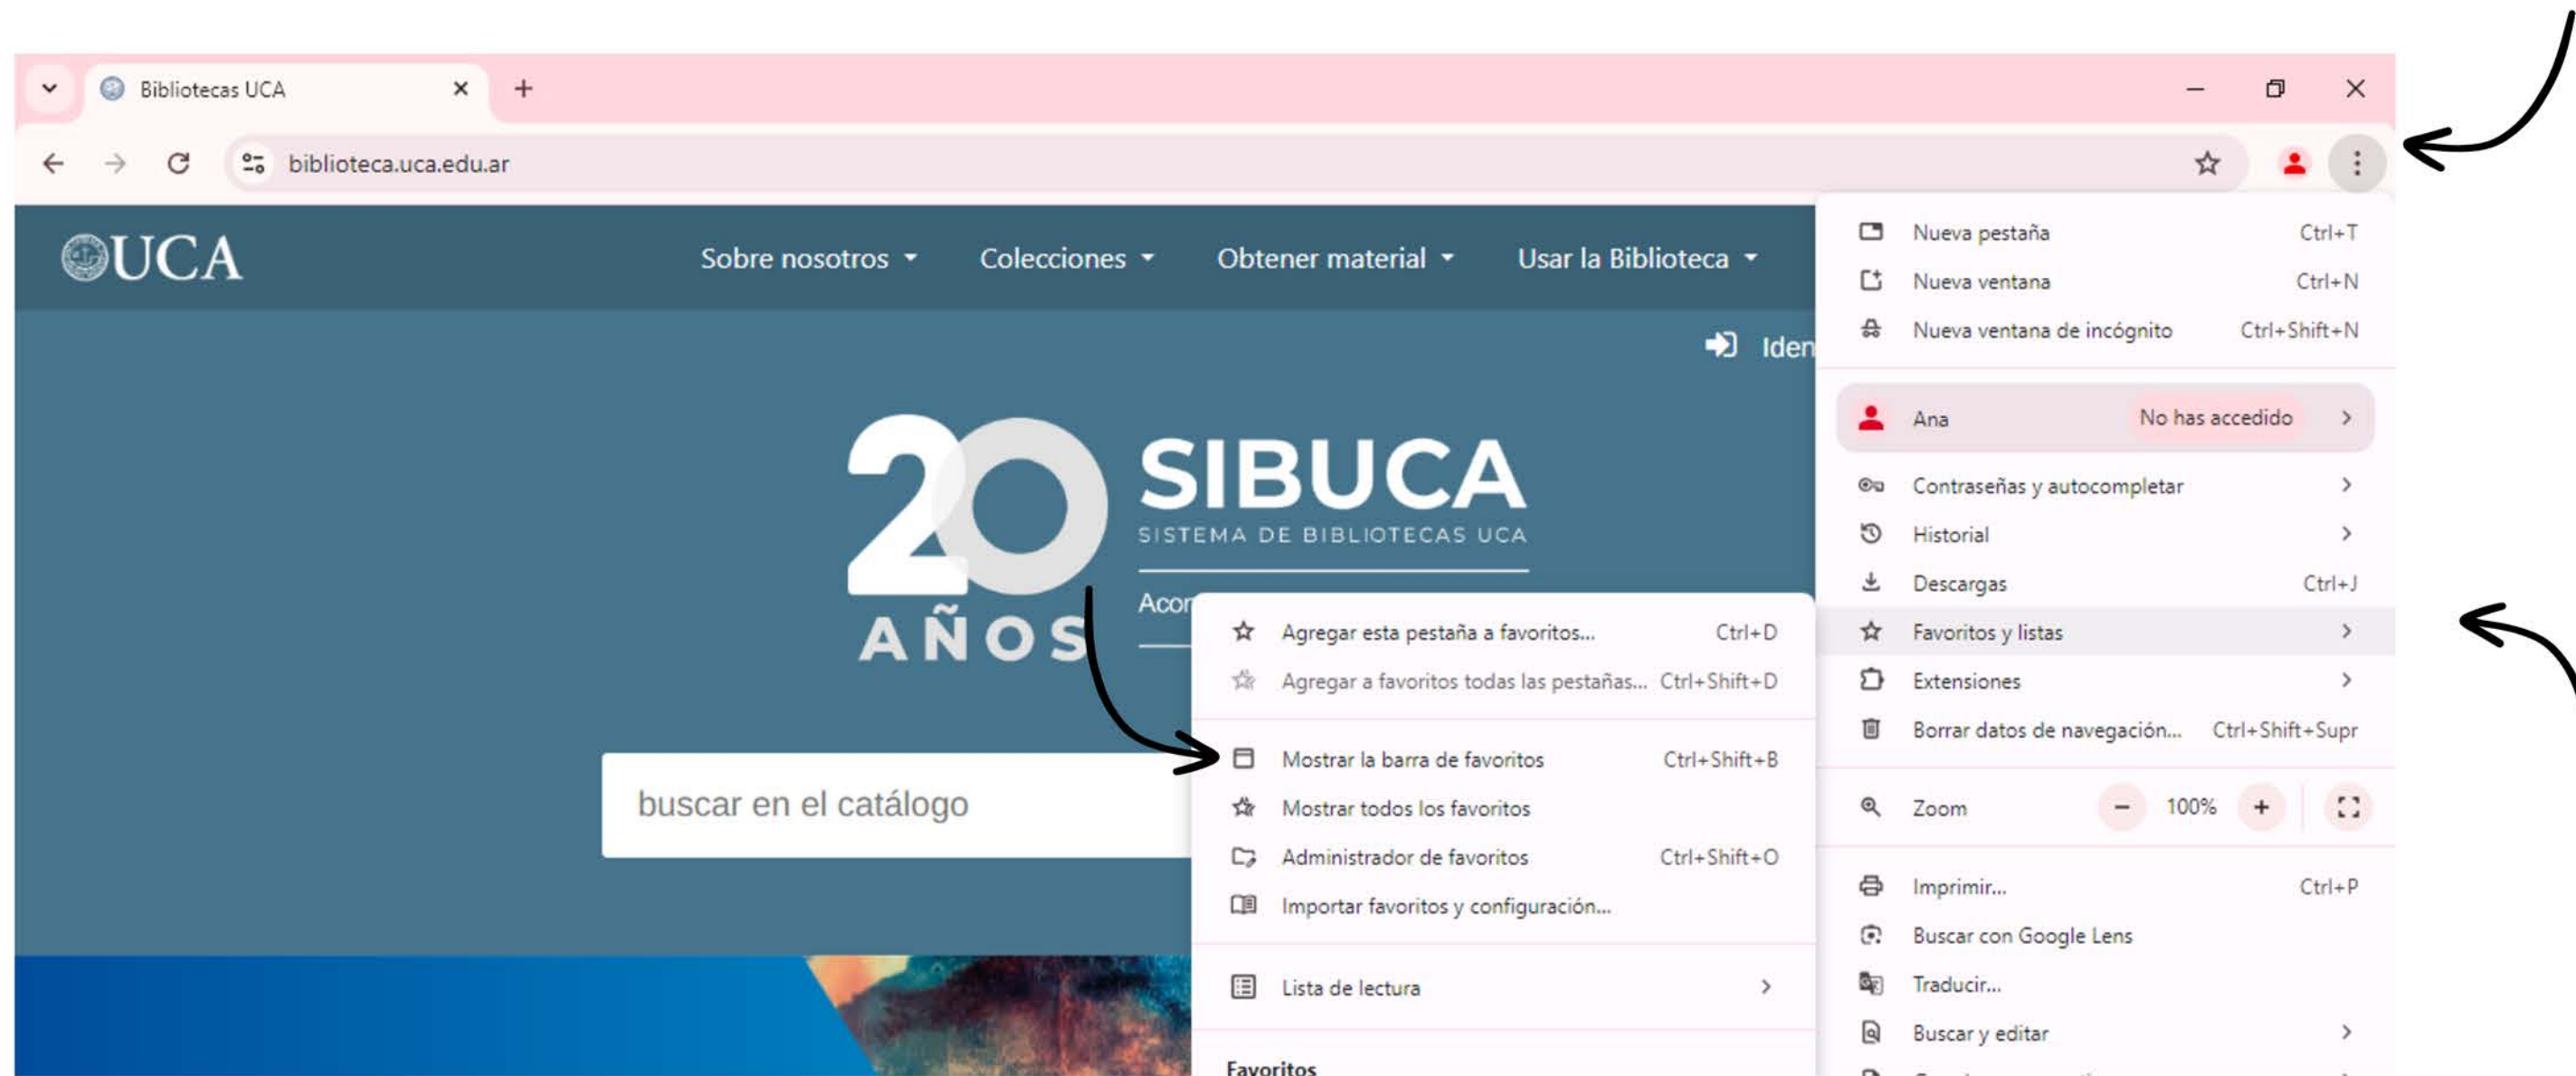 Bibliotecas UCA
biblioteca.uca.edu.ar
UCA
Sobre nosotros
Colecciones
Obtener material
Usar la Biblioteca
Iden
20
AÑOS
SIBUCA
SISTEMA DE BIBLIOTECAS UCA
Acor
buscar en el catálogo
Nueva pestaña Ctrl+T
Nueva ventana Ctrl+N
Nueva ventana de incógnito Ctrl+Shift+N
Ana No has accedido
Contraseñas y autocompletar
Historial
Descargas Ctrl+J
Favoritos y listas
Extensiones
Borrar datos de navegación... Ctrl+Shift+Supr
Zoom 100%
Imprimir... Ctrl+P
Buscar con Google Lens
Traducir...
Buscar y editar
Agregar esta pestaña a favoritos... Ctrl+D
Agregar a favoritos todas las pestañas... Ctrl+Shift+D
Mostrar la barra de favoritos Ctrl+Shift+B
Mostrar todos los favoritos
Administrador de favoritos Ctrl+Shift+O
Importar favoritos y configuración...
Lista de lectura
Favoritos